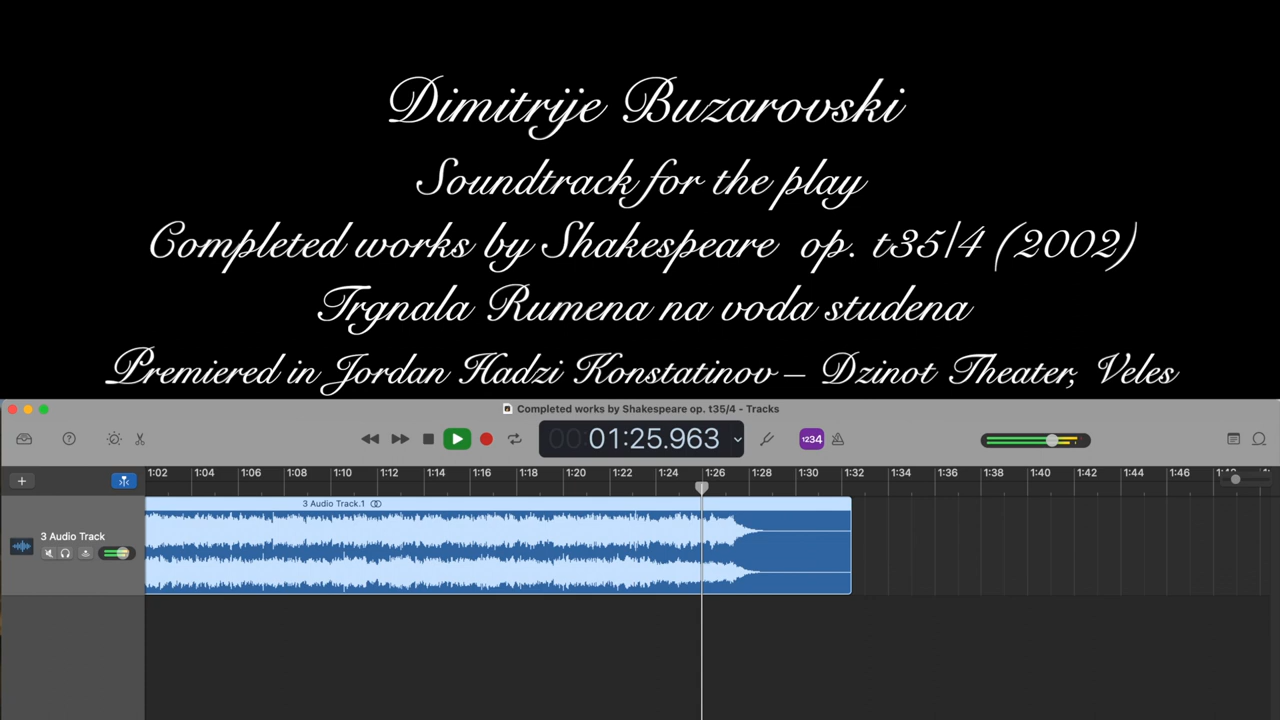 Dimitrije Buzarovski
Soundtrack for the play
Completed works by Shakespeare op. t35/4 (2002)
Trgnala Rumena na voda studena
Premiered in Jordan Hadzi Konstatinov – Dzinot Theater, Veles
Completed works by Shakespeare op. t35/4 - Tracks
00:01:25.963
1234
1:02 1:04 1:06 1:08 1:10 1:12 1:14 1:16 1:18 1:20 1:22 1:24 1:26 1:28 1:30 1:32 1:34 1:36 1:38 1:40 1:42 1:44 1:46
3 Audio Track.1
3 Audio Track